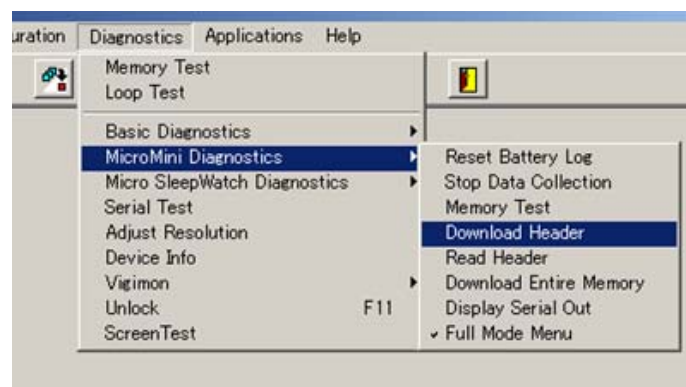 uration Diagnostics Applications Help
Memory Test
Loop Test
Basic Diagnostics
MicroMini Diagnostics
Micro SleepWatch Diagnostics
Serial Test
Adjust Resolution
Device Info
Vigimon
Unlock F11
ScreenTest
Reset Battery Log
Stop Data Collection
Memory Test
Download Header
Read Header
Download Entire Memory
Display Serial Out
Full Mode Menu